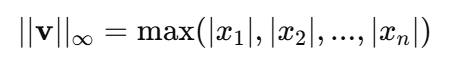 ||v||∞ = max(|x₁|, |x₂|, ..., |xₙ|)